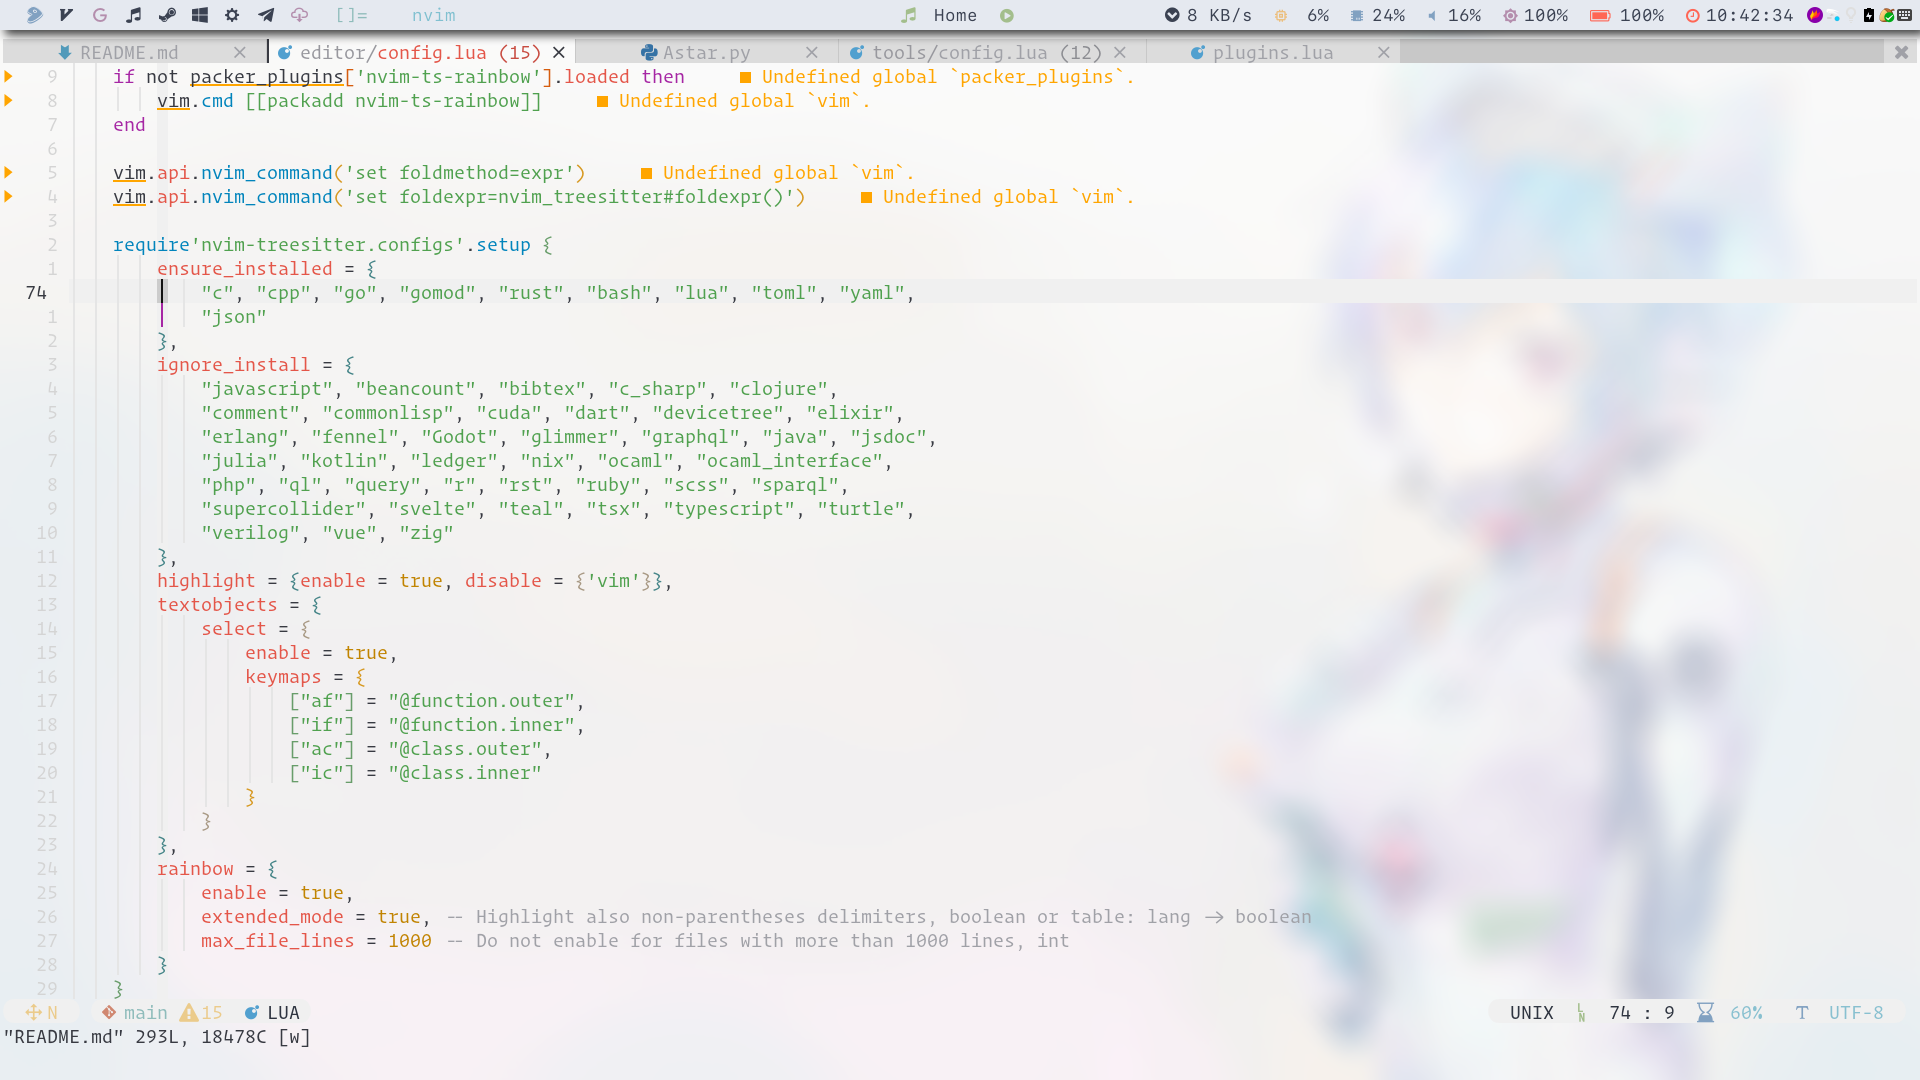 []= nvim Home 8 KB/s 6% 24% 16% 100% 100% 10:42:34
README.md editor/config.lua (15) Astar.py tools/config.lua (12) plugins.lua
9 if not packer_plugins['nvim-ts-rainbow'].loaded then ■ Undefined global `packer_plugins`.
8 vim.cmd [[packadd nvim-ts-rainbow]] ■ Undefined global `vim`.
7 end
6
5 vim.api.nvim_command('set foldmethod=expr') ■ Undefined global `vim`.
4 vim.api.nvim_command('set foldexpr=nvim_treesitter#foldexpr()') ■ Undefined global `vim`.
3
2 require'nvim-treesitter.configs'.setup {
1 ensure_installed = {
74 "c", "cpp", "go", "gomod", "rust", "bash", "lua", "toml", "yaml",
1 "json"
2 },
3 ignore_install = {
4 "javascript", "beancount", "bibtex", "c_sharp", "clojure",
5 "comment", "commonlisp", "cuda", "dart", "devicetree", "elixir",
6 "erlang", "fennel", "Godot", "glimmer", "graphql", "java", "jsdoc",
7 "julia", "kotlin", "ledger", "nix", "ocaml", "ocaml_interface",
8 "php", "ql", "query", "r", "rst", "ruby", "scss", "sparql",
9 "supercollider", "svelte", "teal", "tsx", "typescript", "turtle",
10 "verilog", "vue", "zig"
11 },
12 highlight = {enable = true, disable = {'vim'}},
13 textobjects = {
14 select = {
15 enable = true,
16 keymaps = {
17 ["af"] = "@function.outer",
18 ["if"] = "@function.inner",
19 ["ac"] = "@class.outer",
20 ["ic"] = "@class.inner"
21 }
22 }
23 },
24 rainbow = {
25 enable = true,
26 extended_mode = true, -- Highlight also non-parentheses delimiters, boolean or table: lang -> boolean
27 max_file_lines = 1000 -- Do not enable for files with more than 1000 lines, int
28 }
29 }
N main 15 LUA UNIX LN 74 : 9 60% T UTF-8
"README.md" 293L, 18478C [w]